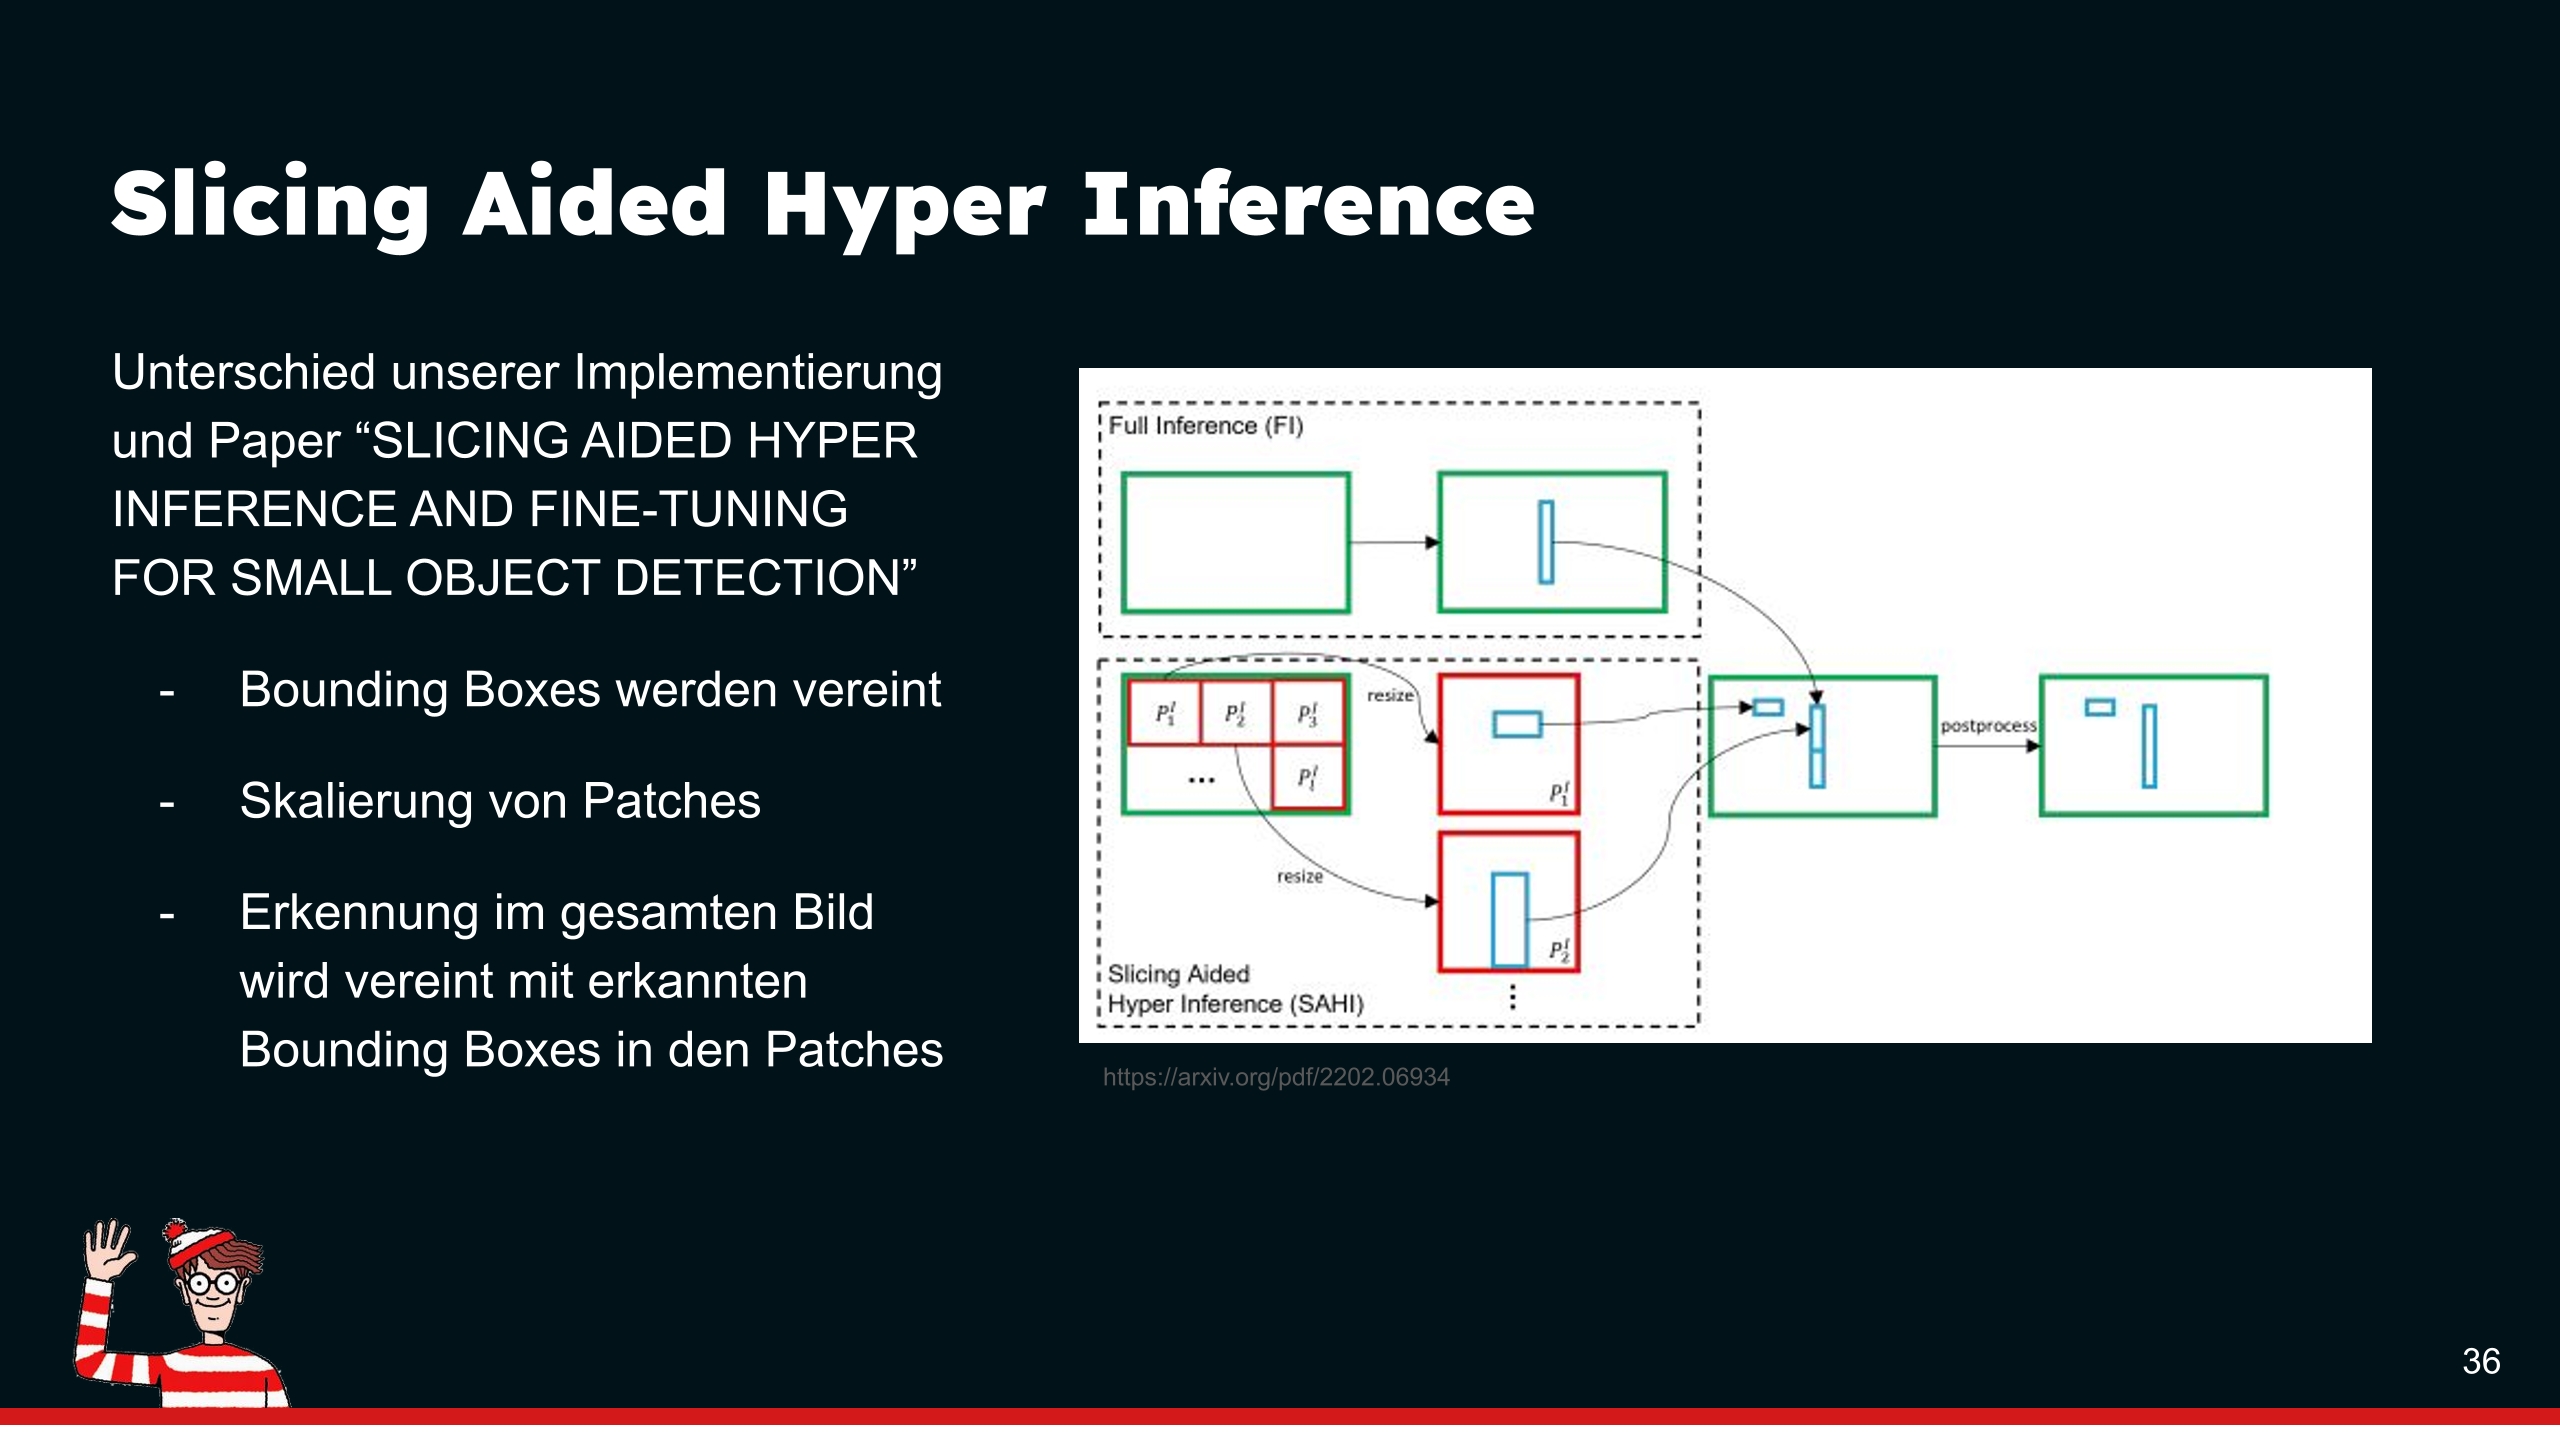 Slicing Aided Hyper Inference
Unterschied unserer Implementierung
und Paper “SLICING AIDED HYPER
INFERENCE AND FINE-TUNING
FOR SMALL OBJECT DETECTION”
- Bounding Boxes werden vereint
- Skalierung von Patches
- Erkennung im gesamten Bild
wird vereint mit erkannten
Bounding Boxes in den Patches
Full Inference (FI)
resize
P_1^I P_2^I P_3^I
... P_l^I
P_1^I
postprocess
resize
P_2^I
Slicing Aided
Hyper Inference (SAHI)
https://arxiv.org/pdf/2202.06934
36